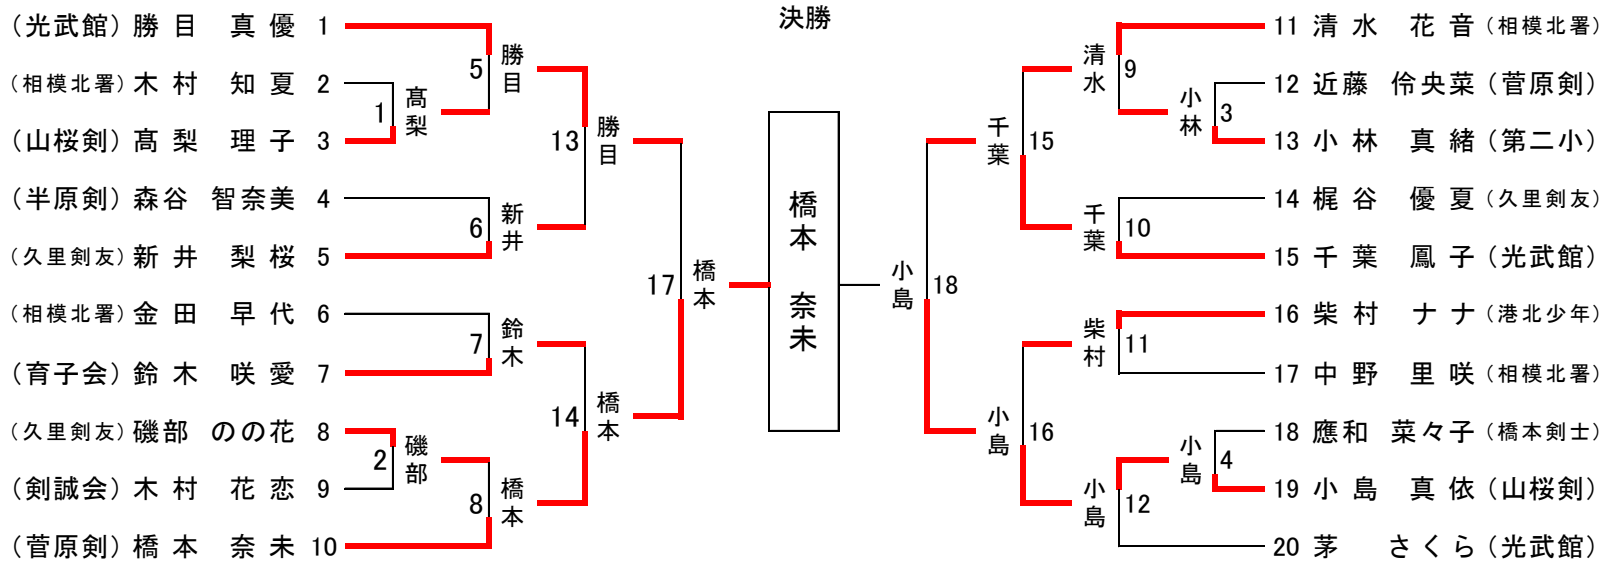 決勝
(光武館) 勝目 真優 1
(相模北署) 木村 知夏 2
(山桜剣) 髙梨 理子 3
(半原剣) 森谷 智奈美 4
(久里剣友) 新井 梨桜 5
(相模北署) 金田 早代 6
(育子会) 鈴木 咲愛 7
(久里剣友) 磯部 のの花 8
(剣誠会) 木村 花恋 9
(菅原剣) 橋本 奈未 10
1
髙梨
2
磯部
5
勝目
6
新井
7
鈴木
8
橋本
13
勝目
14
橋本
17
橋本
橋本 奈未
小島
18
千葉
15
小島
16
清水
9
千葉
10
柴村
11
小島
12
小林
3
小島
4
11 清水 花音 (相模北署)
12 近藤 伶央菜 (菅原剣)
13 小林 真緒 (第二小)
14 梶谷 優夏 (久里剣友)
15 千葉 鳳子 (光武館)
16 柴村 ナナ (港北少年)
17 中野 里咲 (相模北署)
18 應和 菜々子 (橋本剣士)
19 小島 真依 (山桜剣)
20 茅 さくら (光武館)